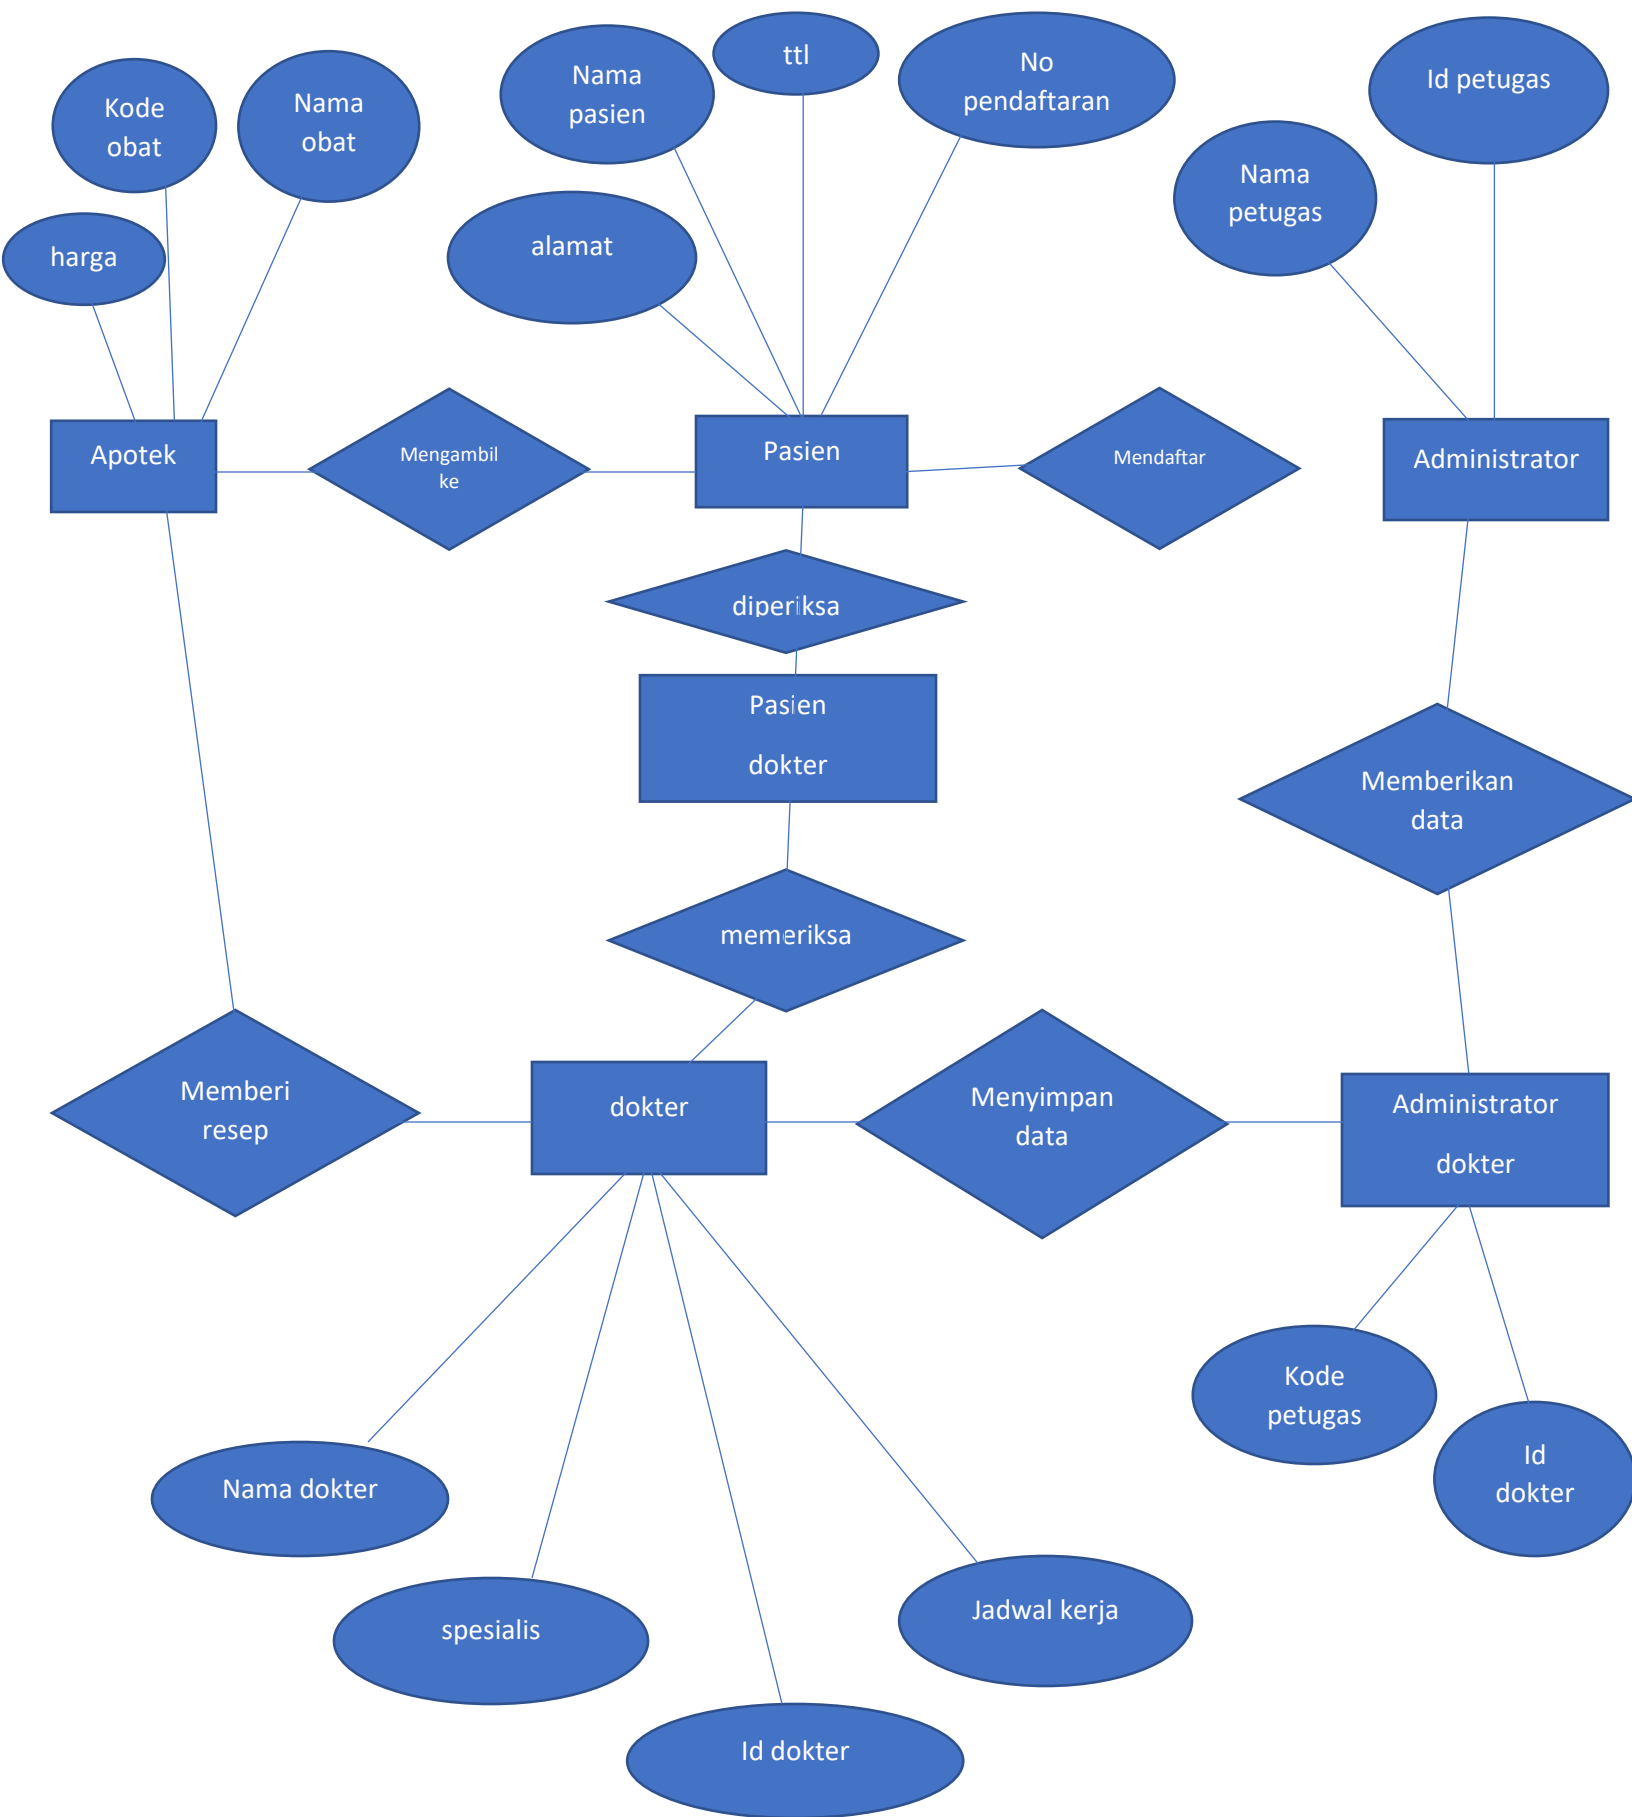 ttl
No
pendaftaran
Nama
pasien
Id petugas
Kode
obat
Nama
obat
Nama
petugas
harga
alamat
Apotek
Mengambil
ke
Pasien
Mendaftar
Administrator
diperiksa
Pasien
dokter
Memberikan
data
memeriksa
Memberi
resep
dokter
Menyimpan
data
Administrator
dokter
Kode
petugas
Id
dokter
Nama dokter
spesialis
Jadwal kerja
Id dokter